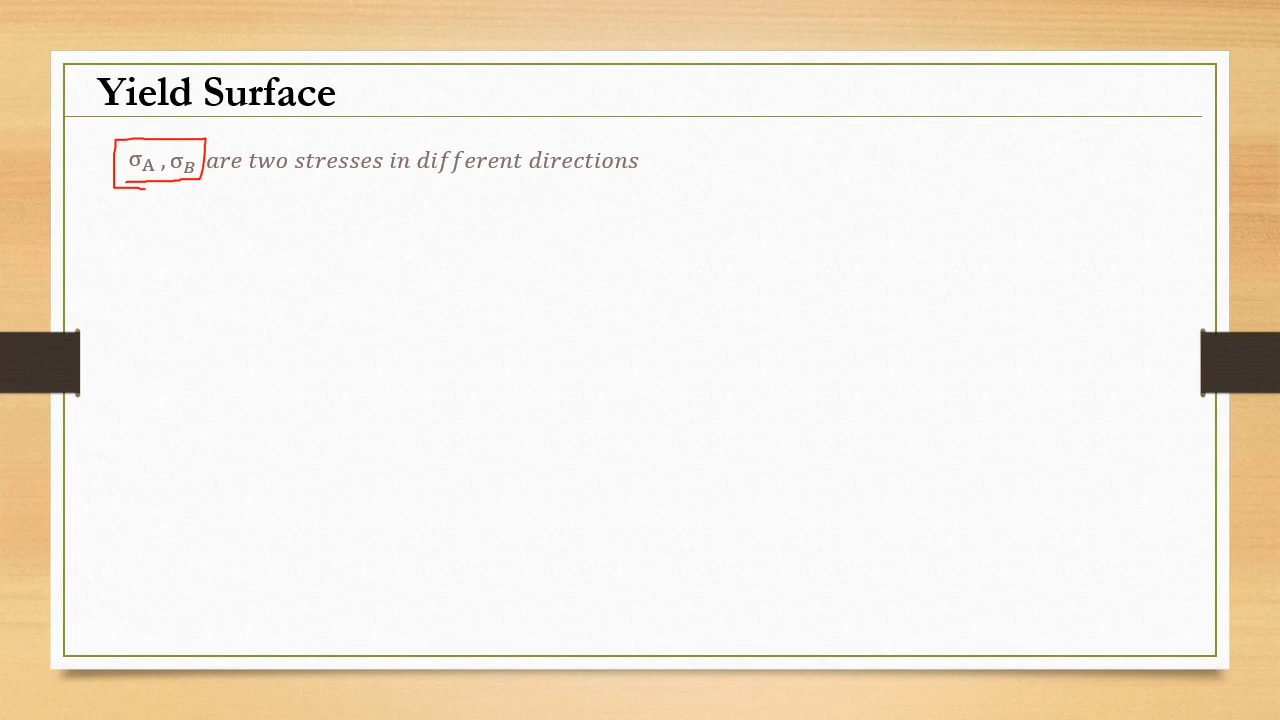 Yield Surface
σA , σB are two stresses in different directions